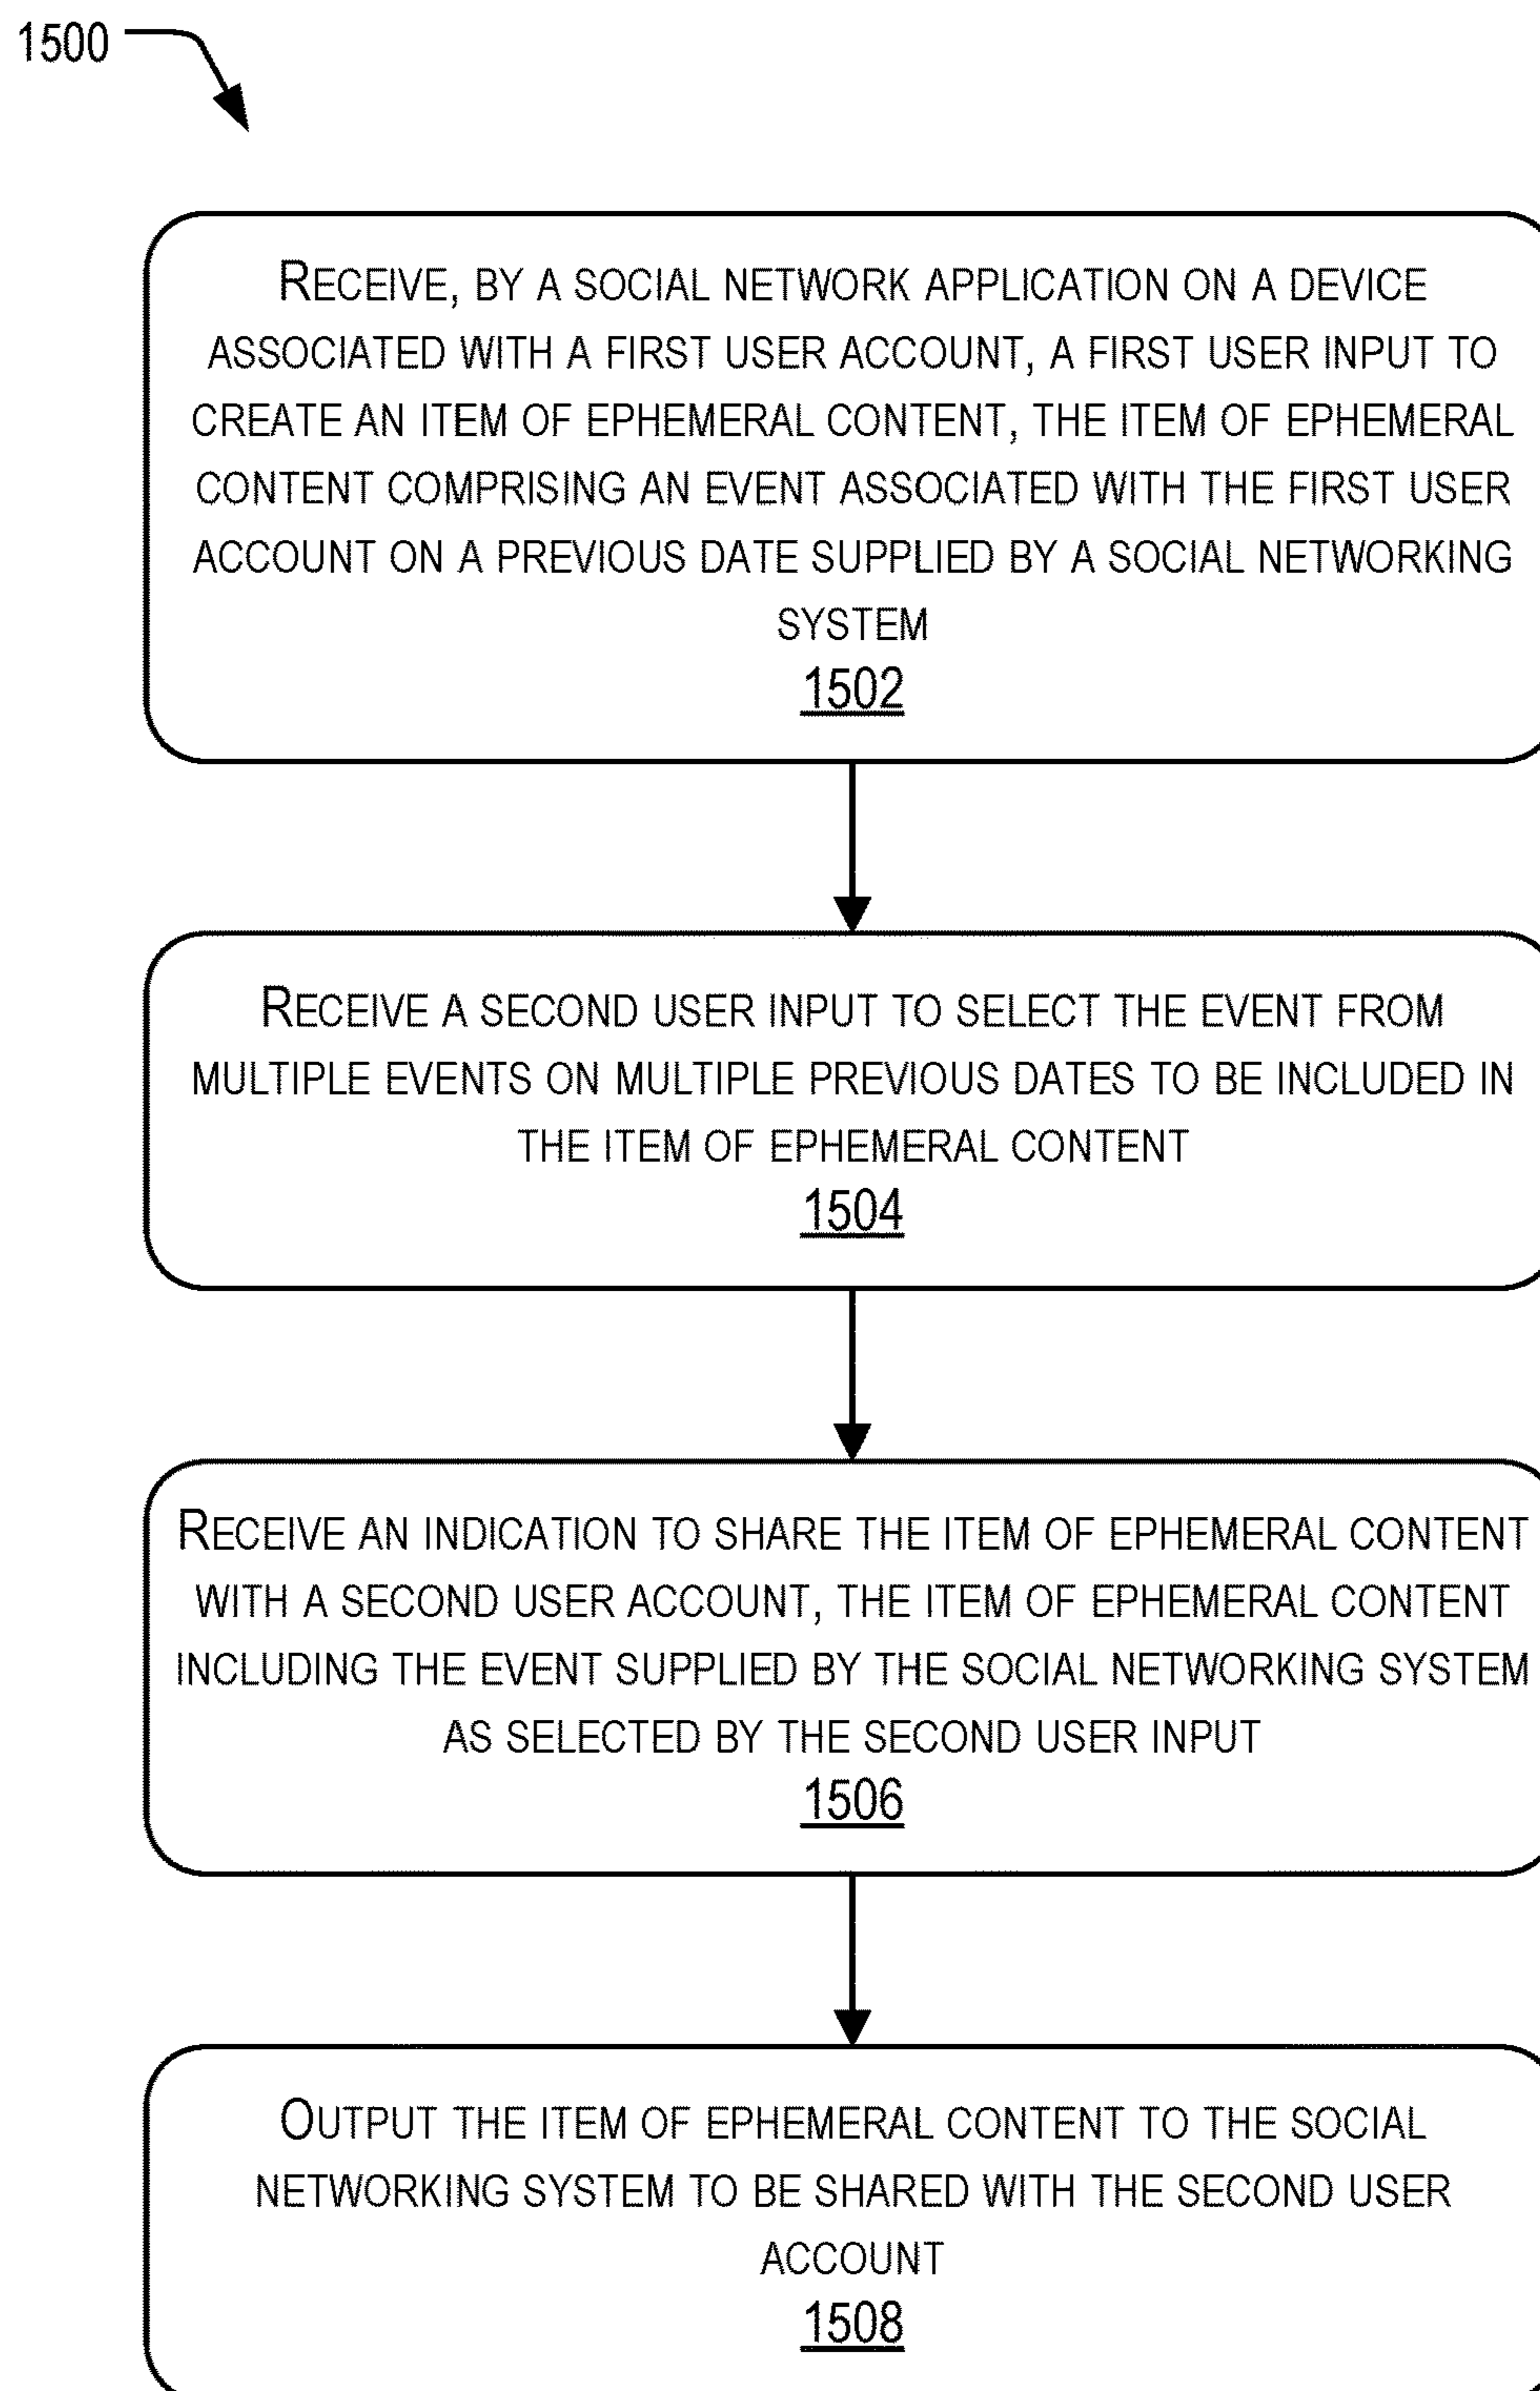 1500
RECEIVE, BY A SOCIAL NETWORK APPLICATION ON A DEVICE
ASSOCIATED WITH A FIRST USER ACCOUNT, A FIRST USER INPUT TO
CREATE AN ITEM OF EPHEMERAL CONTENT, THE ITEM OF EPHEMERAL
CONTENT COMPRISING AN EVENT ASSOCIATED WITH THE FIRST USER
ACCOUNT ON A PREVIOUS DATE SUPPLIED BY A SOCIAL NETWORKING
SYSTEM
1502
RECEIVE A SECOND USER INPUT TO SELECT THE EVENT FROM
MULTIPLE EVENTS ON MULTIPLE PREVIOUS DATES TO BE INCLUDED IN
THE ITEM OF EPHEMERAL CONTENT
1504
RECEIVE AN INDICATION TO SHARE THE ITEM OF EPHEMERAL CONTENT
WITH A SECOND USER ACCOUNT, THE ITEM OF EPHEMERAL CONTENT
INCLUDING THE EVENT SUPPLIED BY THE SOCIAL NETWORKING SYSTEM
AS SELECTED BY THE SECOND USER INPUT
1506
OUTPUT THE ITEM OF EPHEMERAL CONTENT TO THE SOCIAL
NETWORKING SYSTEM TO BE SHARED WITH THE SECOND USER
ACCOUNT
1508